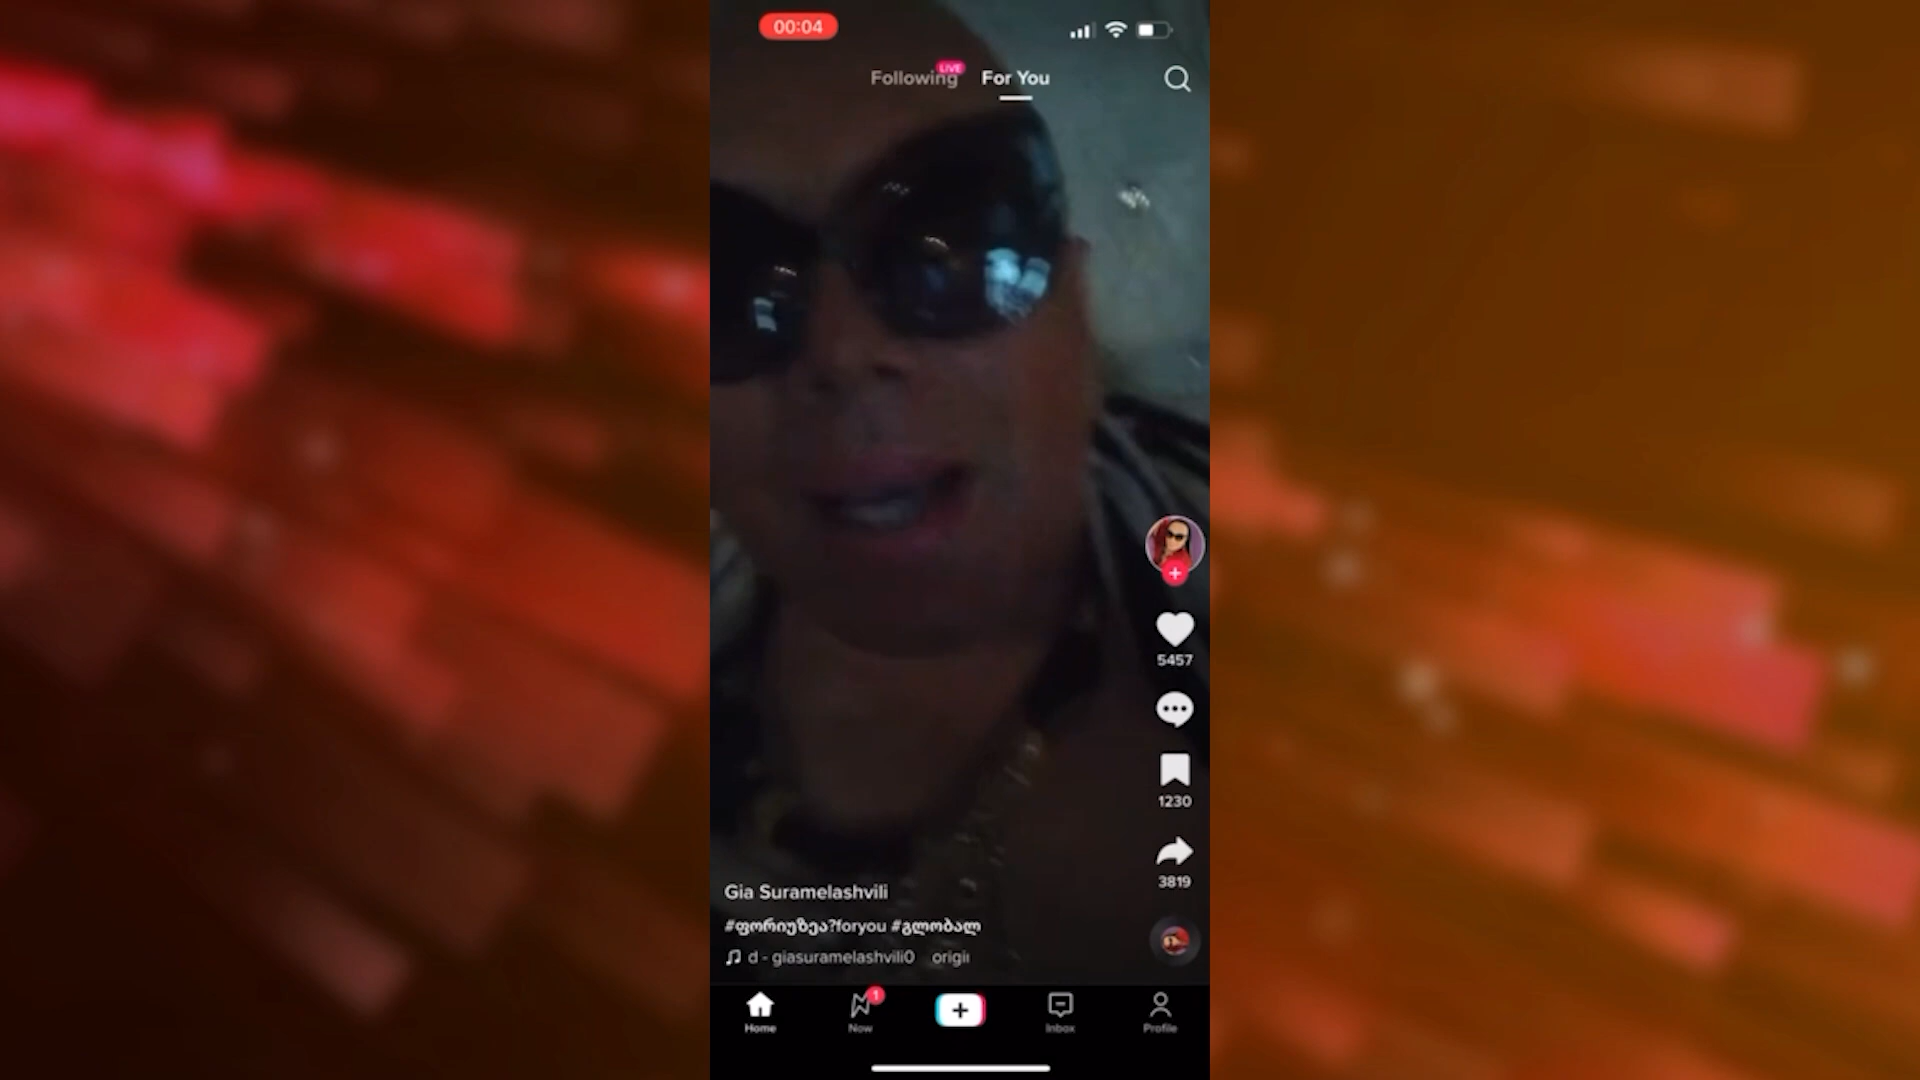 00:04
Following LIVE For You
5457
1230
3819
Gia Suramelashvili
#ფორიუზეა?foryou #გლობალ
d - giasuramelashvili0 origi
Home Now 1 Inbox Profile